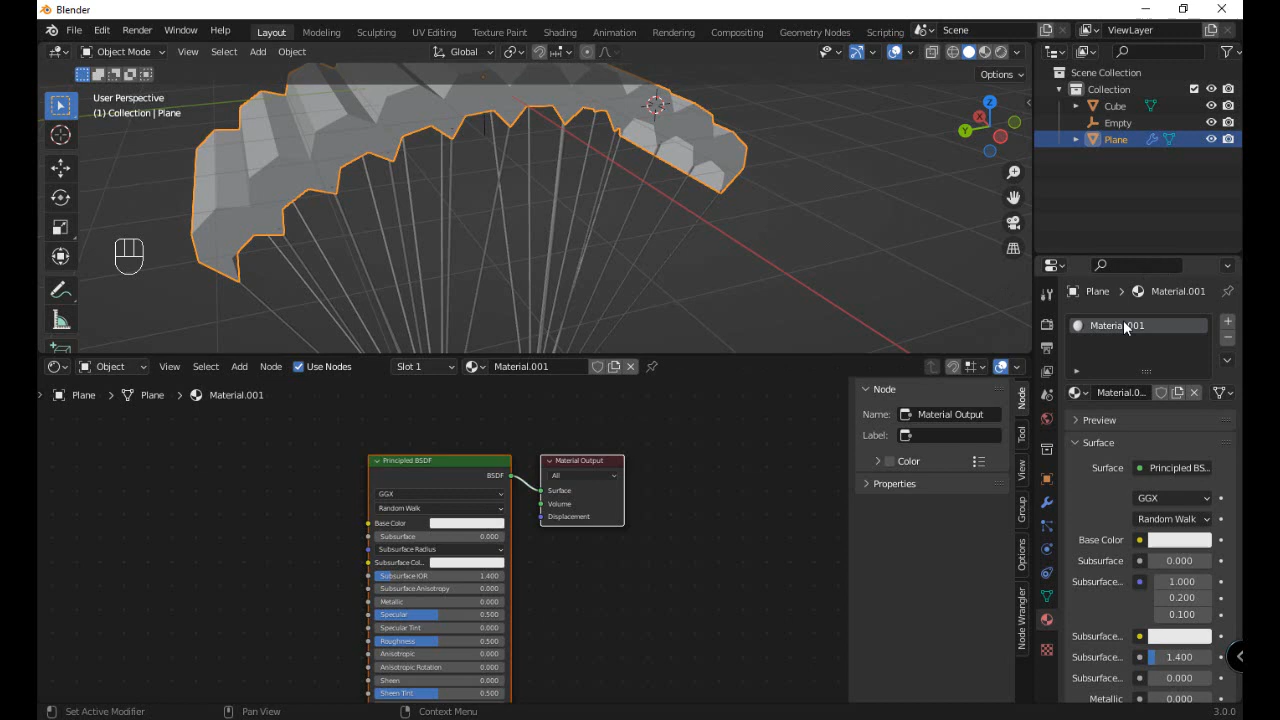 Blender
File Edit Render Window Help Layout Modeling Sculpting UV Editing Texture Paint Shading Animation Rendering Compositing Geometry Nodes Scripting Scene ViewLayer
Object Mode View Select Add Object Global
Options
User Perspective
(1) Collection | Plane
Z
Y
X
Scene Collection
Collection
Cube
Empty
Plane
Plane > Material.001
Material.001
Material.0...
Preview
Surface
Surface Principled BS...
GGX
Random Walk
Base Color
Subsurface 0.000
Subsurface... 1.000
0.200
0.100
Subsurface...
Subsurface... 1.400
Subsurface... 0.000
Metallic 0.000
Object View Select Add Node Use Nodes Slot 1 Material.001
Plane > Plane > Material.001
Principled BSDF
BSDF
GGX
Random Walk
Base Color
Subsurface 0.000
Subsurface Radius
Subsurface Col..
Subsurface IOR 1.400
Subsurface Anisotropy 0.000
Metallic 0.000
Specular 0.500
Specular Tint 0.000
Roughness 0.500
Anisotropic 0.000
Anisotropic Rotation 0.000
Sheen 0.000
Sheen Tint 0.500
Material Output
All
Surface
Volume
Displacement
Node
Name: Material Output
Label:
Color
Properties
Node
Tool
View
Group
Options
Node Wrangler
Set Active Modifier Pan View Context Menu 3.0.0